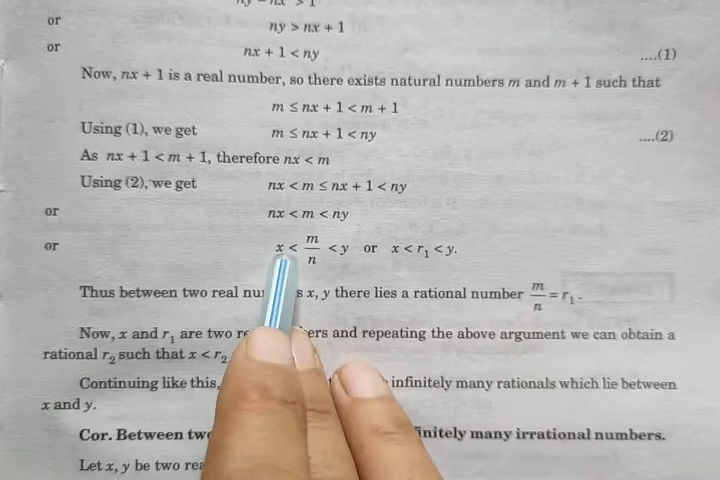 or ny > nx + 1
or nx + 1 < ny ....(1)
Now, nx + 1 is a real number, so there exists natural numbers m and m + 1 such that
m ≤ nx + 1 < m + 1
Using (1), we get m ≤ nx + 1 < ny ....(2)
As nx + 1 < m + 1, therefore nx < m
Using (2), we get nx < m ≤ nx + 1 < ny
or nx < m < ny
or x < m/n < y or x < r₁ < y.
Thus between two real x, y there lies a rational number m/n = r₁.
Now, x and r₁ are two and repeating the above argument we can obtain a
rational r₂ such that x < r₂
Continuing like this, infinitely many rationals which lie between
x and y.
Cor. Between many irrational numbers.
Let x, y be two